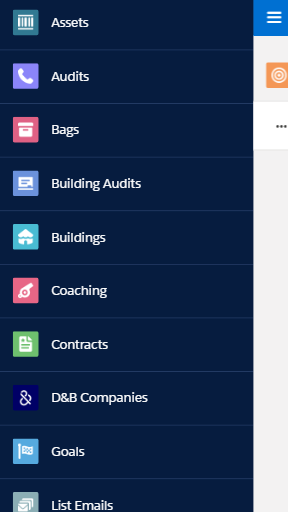 Assets
Audits
Bags
Building Audits
Buildings
Coaching
Contracts
D&B Companies
Goals
List Emails